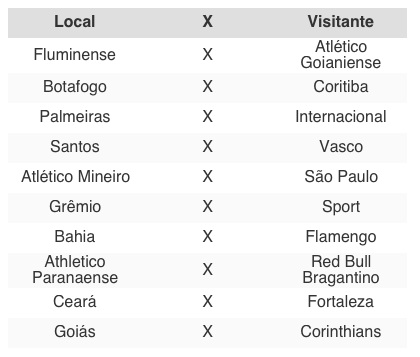 Local X Visitante
Fluminense X Atlético
Goianiense
Botafogo X Coritiba
Palmeiras X Internacional
Santos X Vasco
Atlético Mineiro X São Paulo
Grêmio X Sport
Bahia X Flamengo
Athletico
Paranaense X Red Bull
Bragantino
Ceará X Fortaleza
Goiás X Corinthians